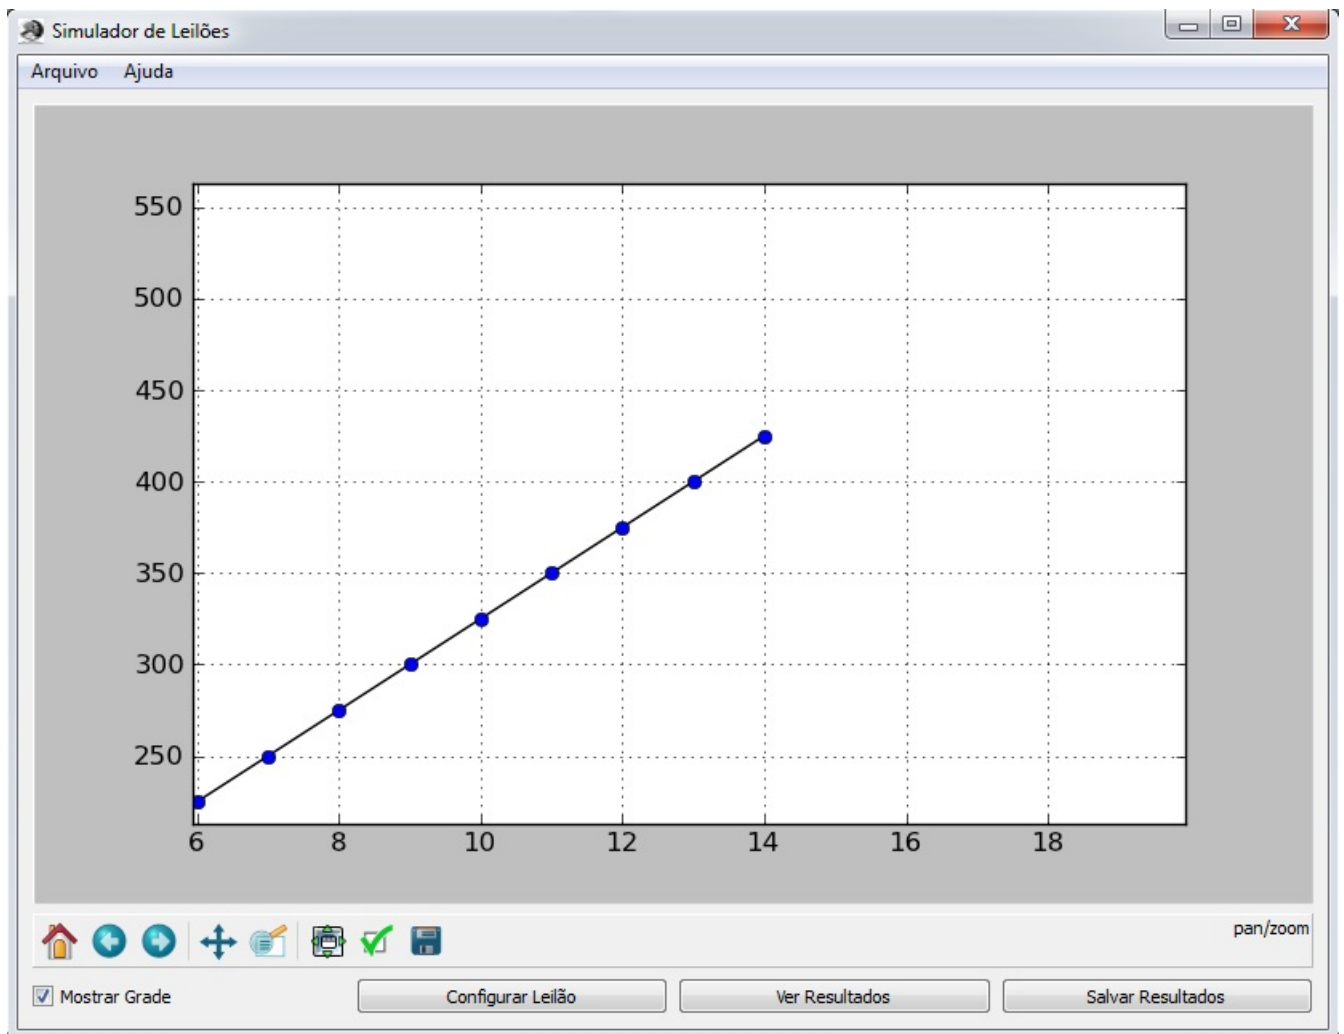 Simulador de Leilões
Arquivo Ajuda
550
500
450
400
350
300
250
6 8 10 12 14 16 18
pan/zoom
Mostrar Grade Configurar Leilão Ver Resultados Salvar Resultados